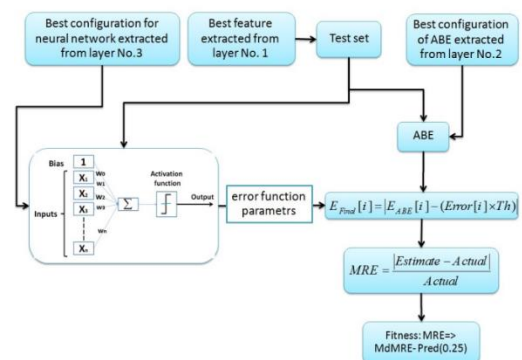 Best configuration for
neural network extracted
from layer No.3
Best feature
extracted from
layer No. 1
Test set
Best configuration
of ABE extracted
from layer No.2
ABE
Bias
1
Activation
function
Inputs
X₁
X₂
X₃
Xₙ
W₀
W₁
W₂
W₃
Wₙ
Σ
Output
error function
parametrs
E_Final[i]=|E_ABE[i]−(Error[i]×Th)|
MRE = |Estimate − Actual| / Actual
Fitness: MRE=>
MdMRE-Pred(0.25)